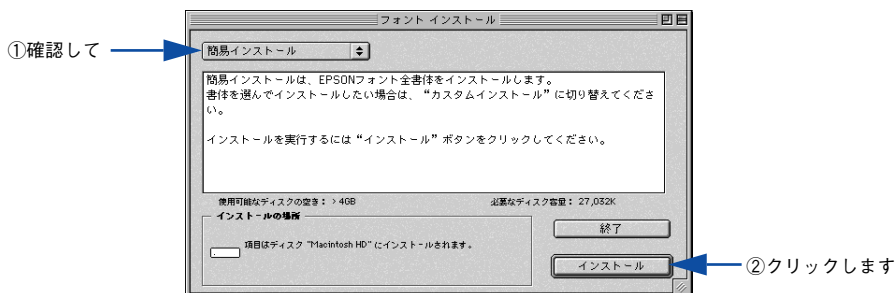 フォント インストール
①確認して
簡易インストール
簡易インストールは、EPSONフォント全書体をインストールします。
書体を選んでインストールしたい場合は、“カスタムインストール”に切り替えてくださ
い。
インストールを実行するには“インストール”ボタンをクリックしてください。
使用可能なディスクの空き：>4GB
必要なディスク容量：27,032K
インストールの場所
項目はディスク "Macintosh HD" にインストールされます。
終了
インストール
②クリックします